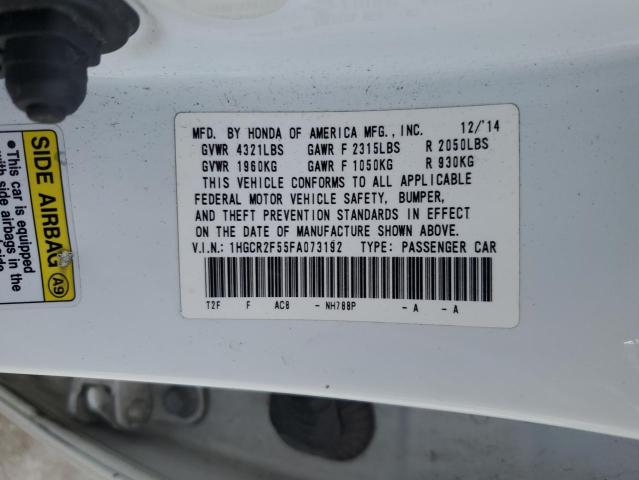 MFD. BY HONDA OF AMERICA MFG., INC. 12/'14
GVWR 4321LBS GAWR F 2315LBS R 2050LBS
GVWR 1960KG GAWR F 1050KG R 930KG
THIS VEHICLE CONFORMS TO ALL APPLICABLE
FEDERAL MOTOR VEHICLE SAFETY, BUMPER,
AND THEFT PREVENTION STANDARDS IN EFFECT
ON THE DATE OF MANUFACTURE SHOWN ABOVE.
V.I.N.: 1HGCR2F55FA073192 TYPE: PASSENGER CAR
T2F F AC8 - NH788P - A - A
SIDE AIRBAG A9
●This car is equipped
with side airbags in the